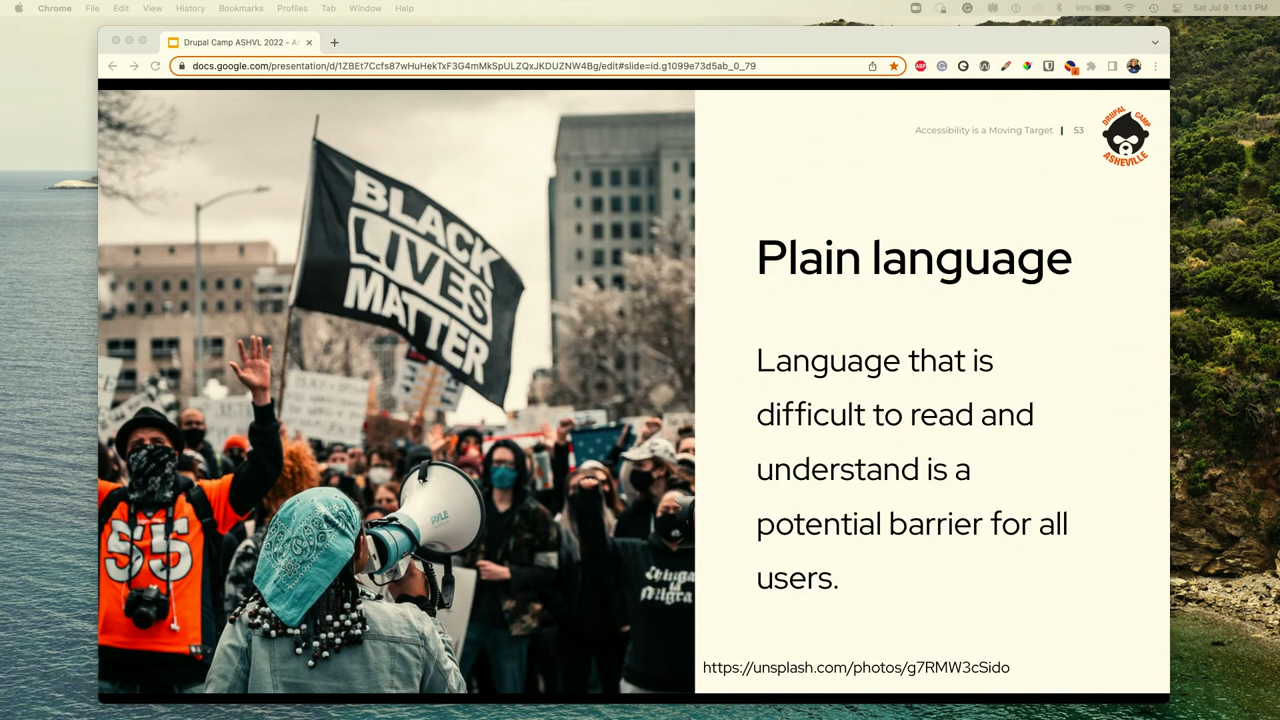 Chrome File Edit View History Bookmarks Profiles Tab Window Help 99% Sat Jul 9 1:41 PM
Drupal Camp ASHVL 2022 -
docs.google.com/presentation/d/1ZBEt7Ccfs87wHuHekTxF3G4mMkSpULZQxJKDUZNW4Bg/edit#slide=id.g1099e73d5ab_0_79
ABP
Accessibility is a Moving Target | 53
DRUPAL CAMP
ASHEVILLE
BLACK
LIVES
MATTER
Plain language
Language that is
difficult to read and
understand is a
potential barrier for all
users.
55
PYLE
https://unsplash.com/photos/g7RMW3cSido